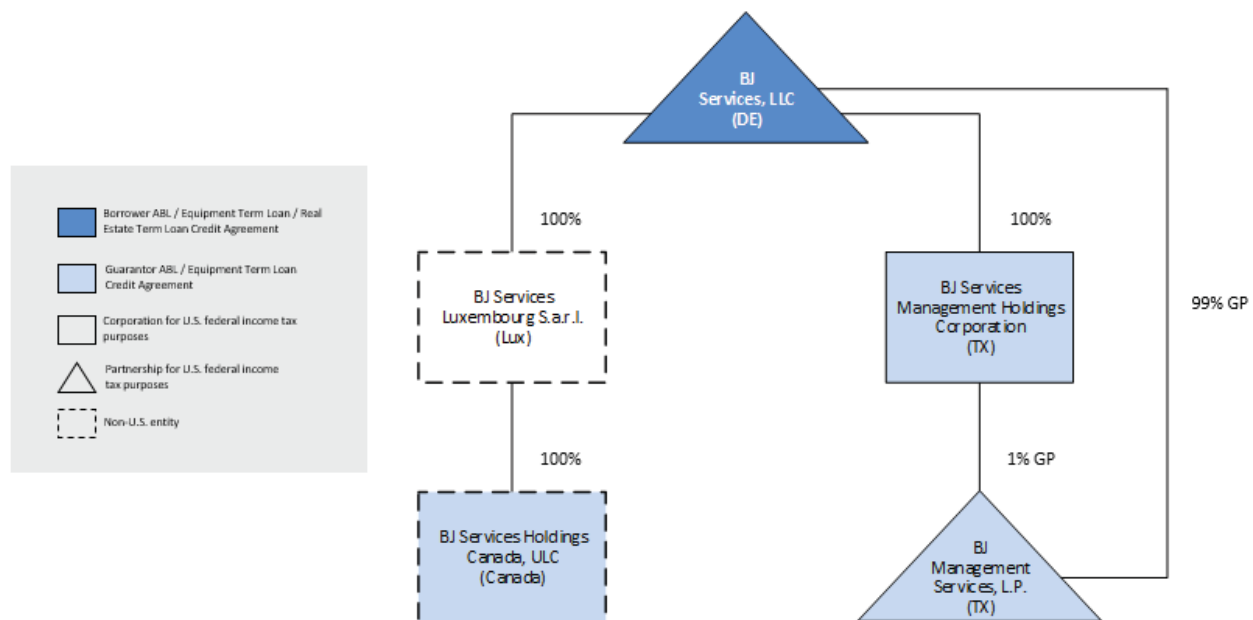 BJ
Services, LLC
(DE)
Borrower ABL / Equipment Term Loan / Real
Estate Term Loan Credit Agreement
Guarantor ABL / Equipment Term Loan
Credit Agreement
Corporation for U.S. federal income tax
purposes
Partnership for U.S. federal income
tax purposes
Non-U.S. entity
100%
100%
BJ Services
Luxembourg S.a.r.l.
(Lux)
BJ Services
Management Holdings
Corporation
(TX)
99% GP
100%
1% GP
BJ Services Holdings
Canada, ULC
(Canada)
BJ
Management
Services, L.P.
(TX)